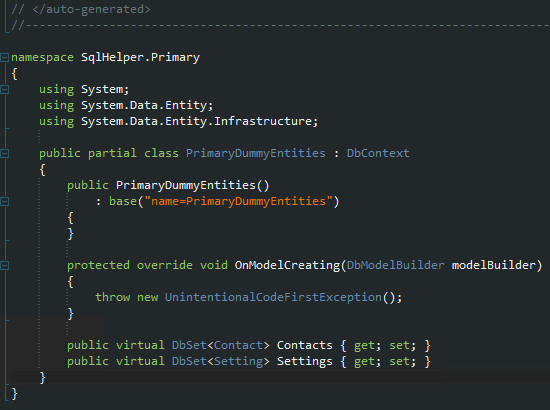 // </auto-generated>
//------------------------------------------------------------------------------
namespace SqlHelper.Primary
{
    using System;
    using System.Data.Entity;
    using System.Data.Entity.Infrastructure;
    public partial class PrimaryDummyEntities : DbContext
    {
        public PrimaryDummyEntities()
            : base("name=PrimaryDummyEntities")
        {
        }
        protected override void OnModelCreating(DbModelBuilder modelBuilder)
        {
            throw new UnintentionalCodeFirstException();
        }
        public virtual DbSet<Contact> Contacts { get; set; }
        public virtual DbSet<Setting> Settings { get; set; }
    }
}